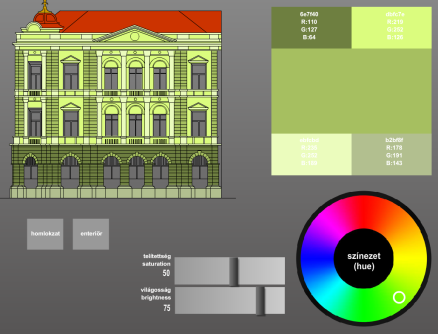 6e7f40
R:110
G:127
B:64
b2bf8f
R:178
G:191
B:143
homlokzat
enteriőr
telítettség
saturation
50
világosság
brightness
75
színezet
(hue)